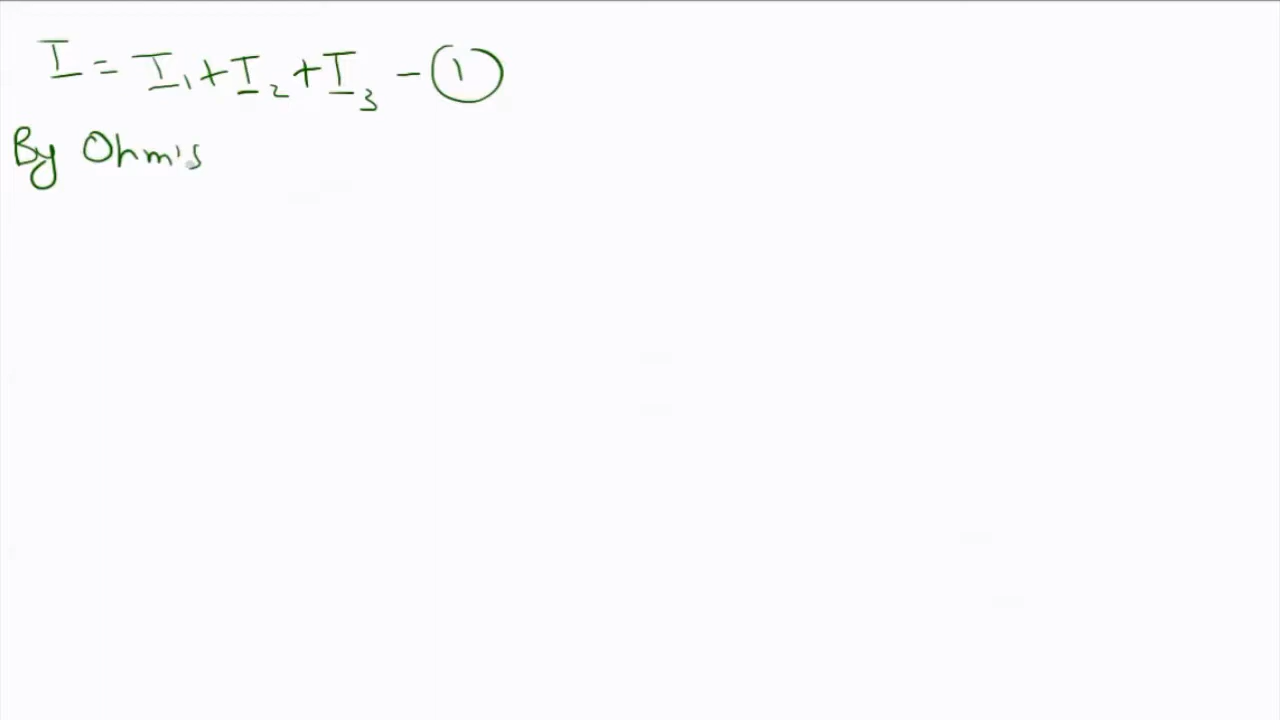 I = I₁ + I₂ + I₃ - ①
By Ohm's